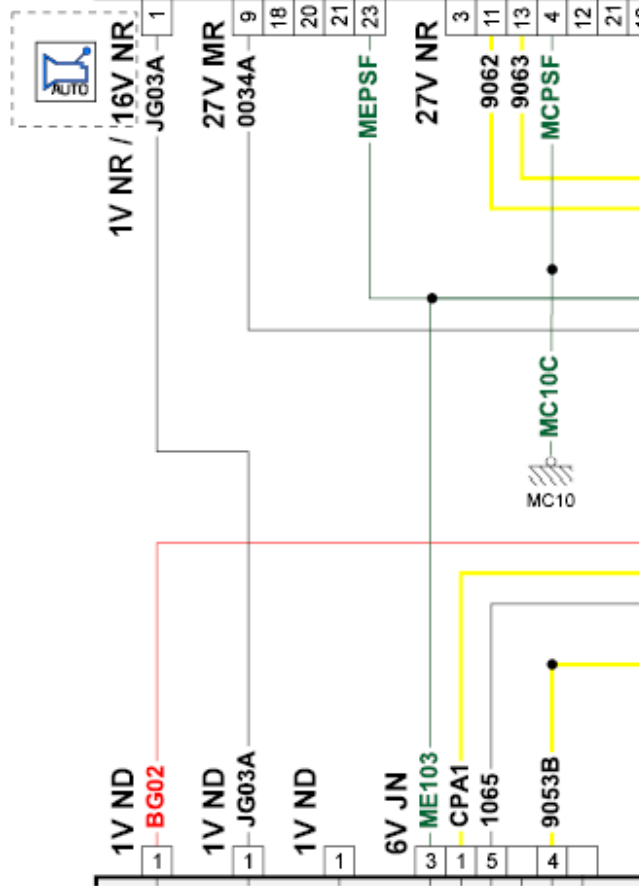 1
9
18
20
21
23
3
11
13
4
12
21
AUTO
1V NR / 16V NR
JG03A
27V MR
0034A
MEPSF
27V NR
9062
9063
MCPSF
MC10C
MC10
1V ND
BG02
1V ND
JG03A
1V ND
6V JN
ME103
CPA1
1065
9053B
1
1
1
3
1
5
4